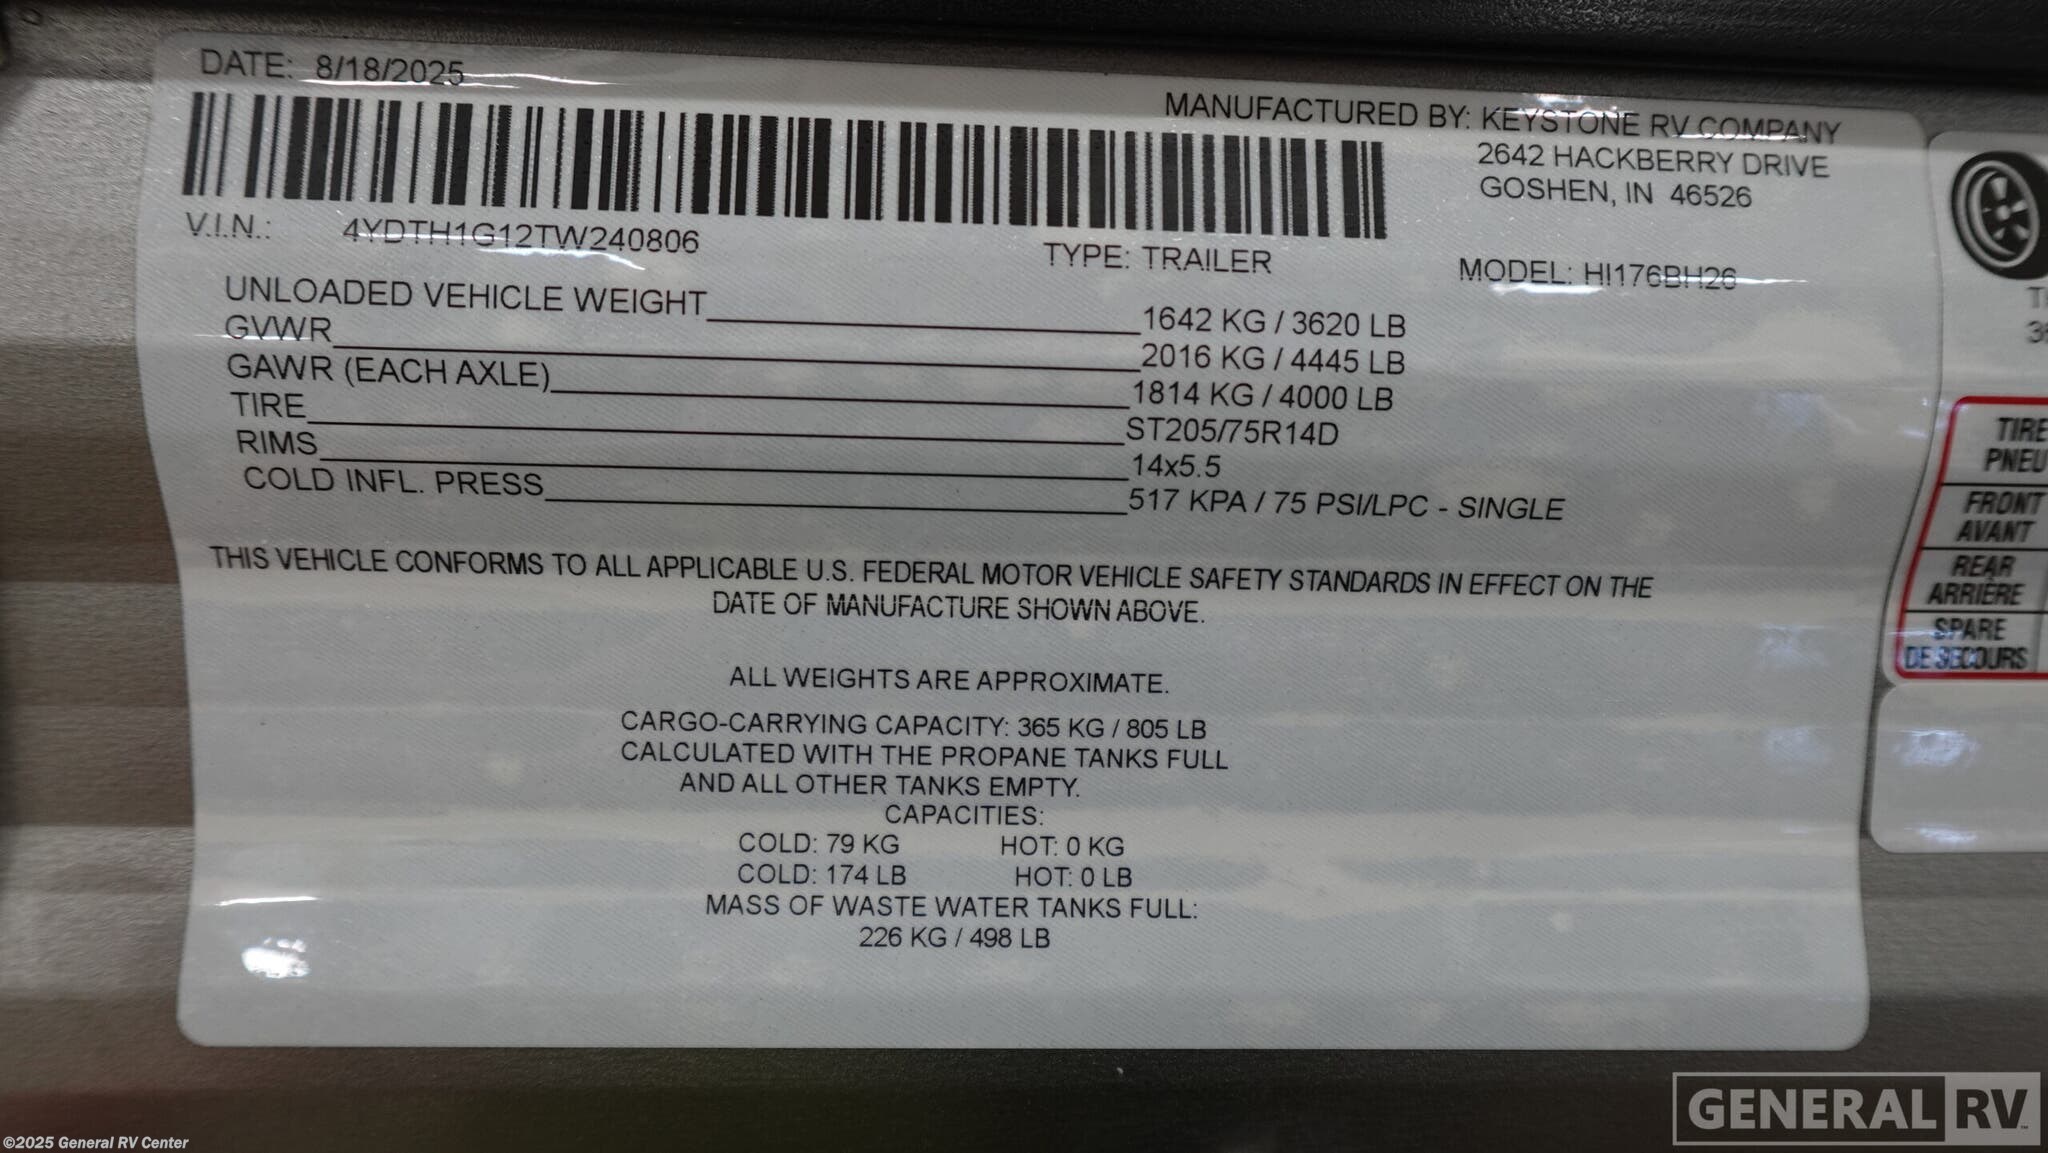 DATE: 8/18/2025
MANUFACTURED BY: KEYSTONE RV COMPANY
2642 HACKBERRY DRIVE
GOSHEN, IN 46526
V.I.N.: 4YDTH1G12TW240806
TYPE: TRAILER
MODEL: HI176BH26
UNLOADED VEHICLE WEIGHT 1642 KG / 3620 LB
GVWR 2016 KG / 4445 LB
GAWR (EACH AXLE) 1814 KG / 4000 LB
TIRE ST205/75R14D
RIMS 14x5.5
COLD INFL. PRESS 517 KPA / 75 PSI/LPC - SINGLE
THIS VEHICLE CONFORMS TO ALL APPLICABLE U.S. FEDERAL MOTOR VEHICLE SAFETY STANDARDS IN EFFECT ON THE
DATE OF MANUFACTURE SHOWN ABOVE.
ALL WEIGHTS ARE APPROXIMATE.
CARGO-CARRYING CAPACITY: 365 KG / 805 LB
CALCULATED WITH THE PROPANE TANKS FULL
AND ALL OTHER TANKS EMPTY.
CAPACITIES:
COLD: 79 KG HOT: 0 KG
COLD: 174 LB HOT: 0 LB
MASS OF WASTE WATER TANKS FULL:
226 KG / 498 LB
TIRE
PNEU
FRONT
AVANT
REAR
ARRIÈRE
SPARE
DE SECOURS
GENERAL RV
©2025 General RV Center